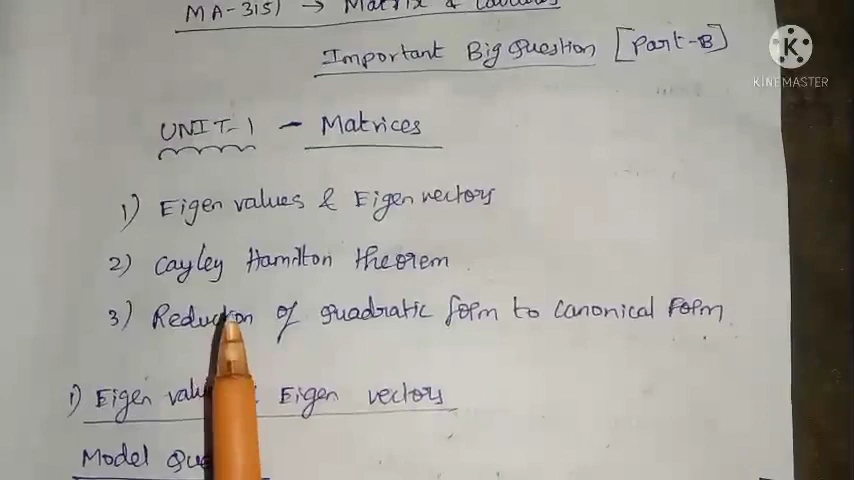 MA-3151 → Matrix & Calculus
Important Big Question [Part-B]
K
KINEMASTER
UNIT-1 - Matrices
1) Eigen values & Eigen vectors
2) Cayley Hamilton theorem
3) Reduction of quadratic form to canonical form
1) Eigen Eigen vectors
Model